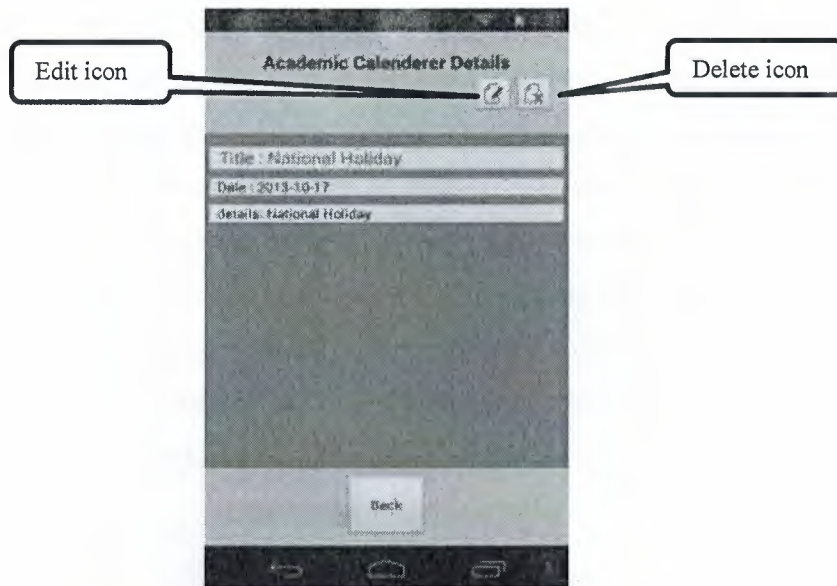 Edit icon
Academic Calenderer Details
Delete icon
Title : National Holiday
Date : 2013-10-17
details: National Holiday
Back